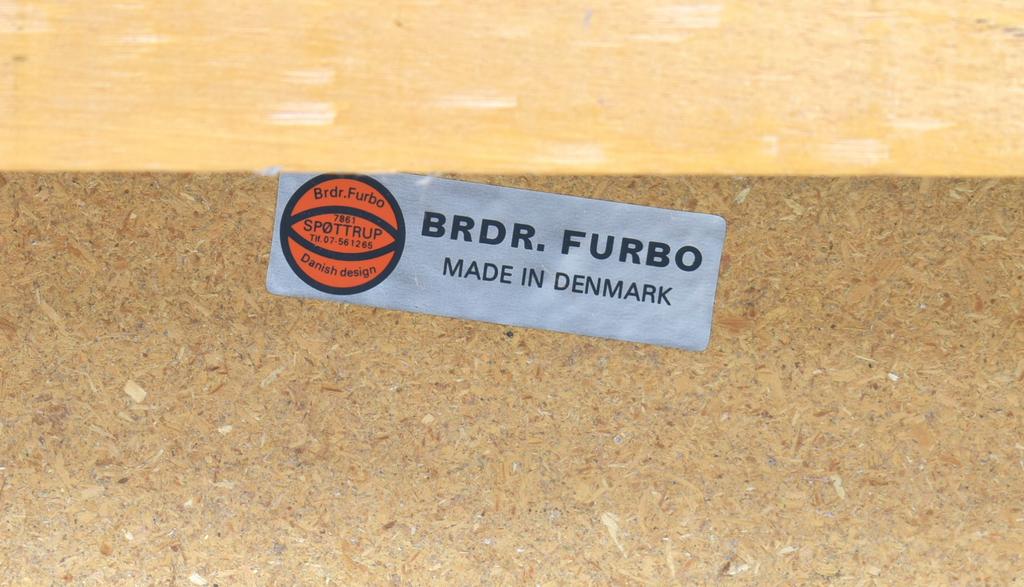 Brdr.Furbo
7861
SPØTTRUP
Tlf.07-561265
Danish design
BRDR. FURBO
MADE IN DENMARK